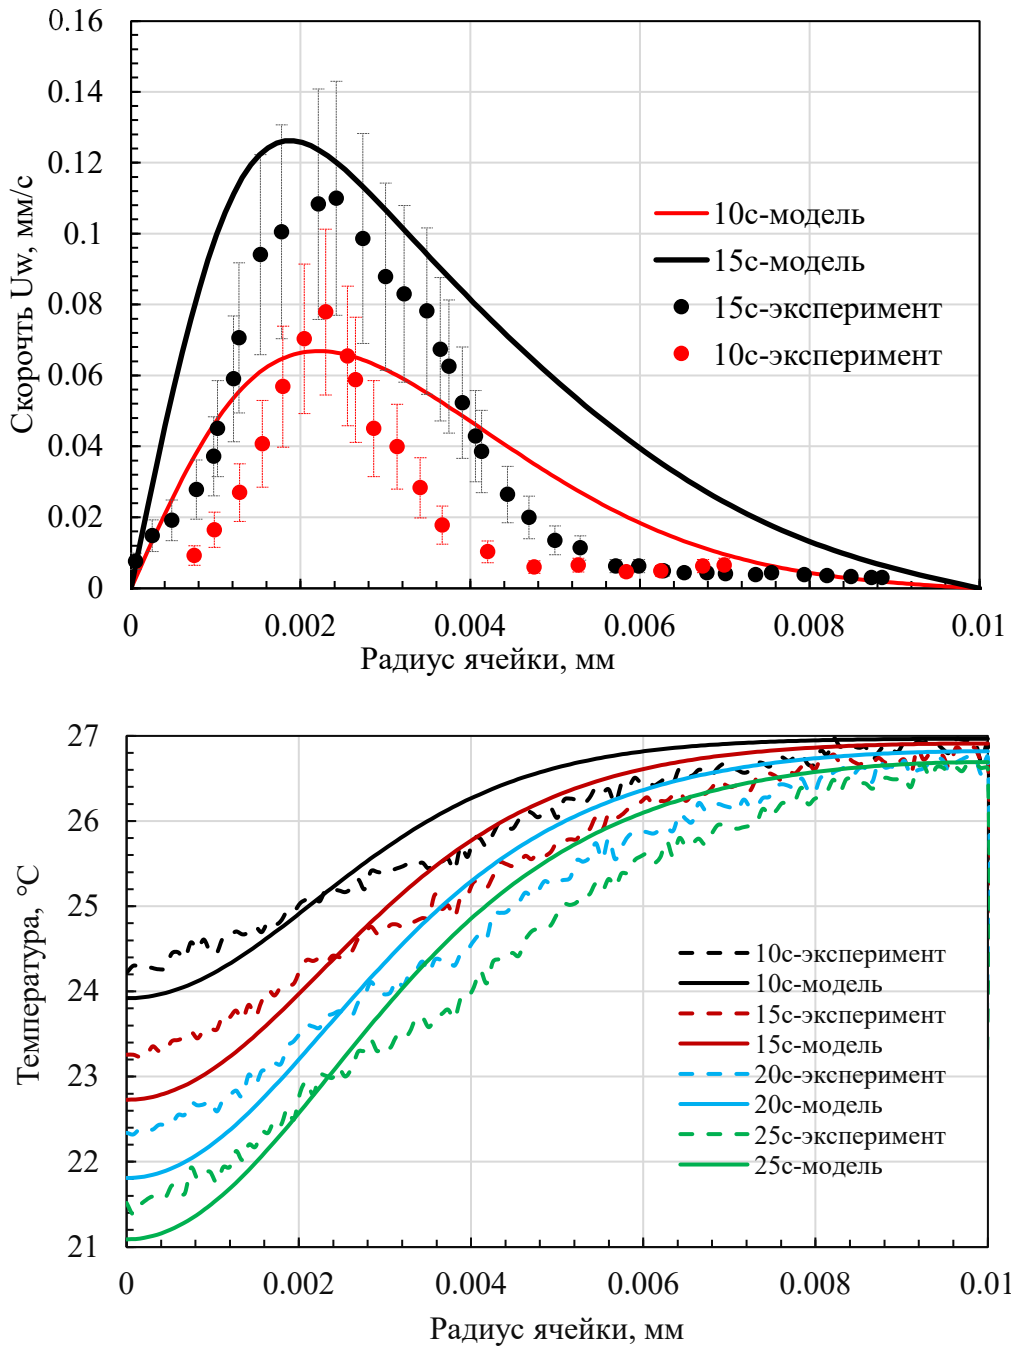 0.16
0.14
0.12
0.1
0.08
0.06
0.04
0.02
0
Скорочть Uw, мм/с
10с-модель
15с-модель
15с-эксперимент
10с-эксперимент
0 0.002 0.004 0.006 0.008 0.01
Радиус ячейки, мм
27
26
25
24
23
22
21
Температура, °C
10с-эксперимент
10с-модель
15с-эксперимент
15с-модель
20с-эксперимент
20с-модель
25с-эксперимент
25с-модель
0 0.002 0.004 0.006 0.008 0.01
Радиус ячейки, мм